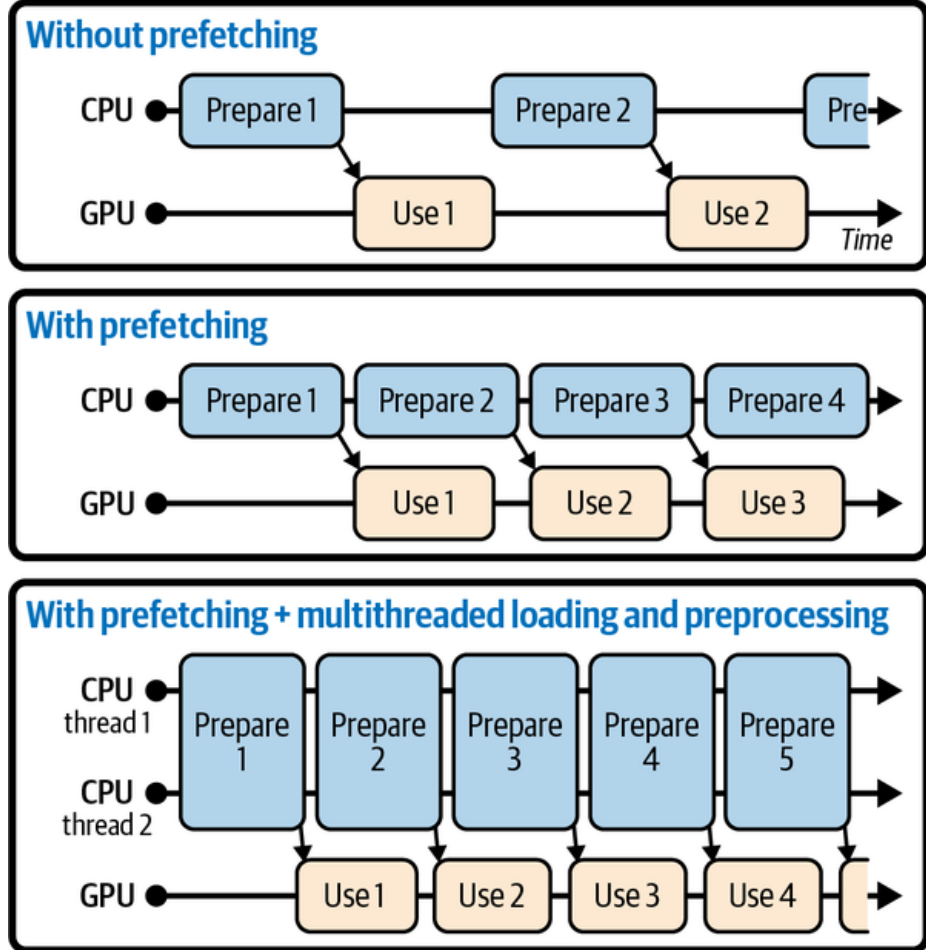 Without prefetching
CPU
Prepare 1
Prepare 2
Pre
GPU
Use 1
Use 2
Time
With prefetching
CPU
Prepare 1
Prepare 2
Prepare 3
Prepare 4
GPU
Use 1
Use 2
Use 3
With prefetching + multithreaded loading and preprocessing
CPU
thread 1
Prepare
1
Prepare
2
Prepare
3
Prepare
4
Prepare
5
CPU
thread 2
GPU
Use 1
Use 2
Use 3
Use 4